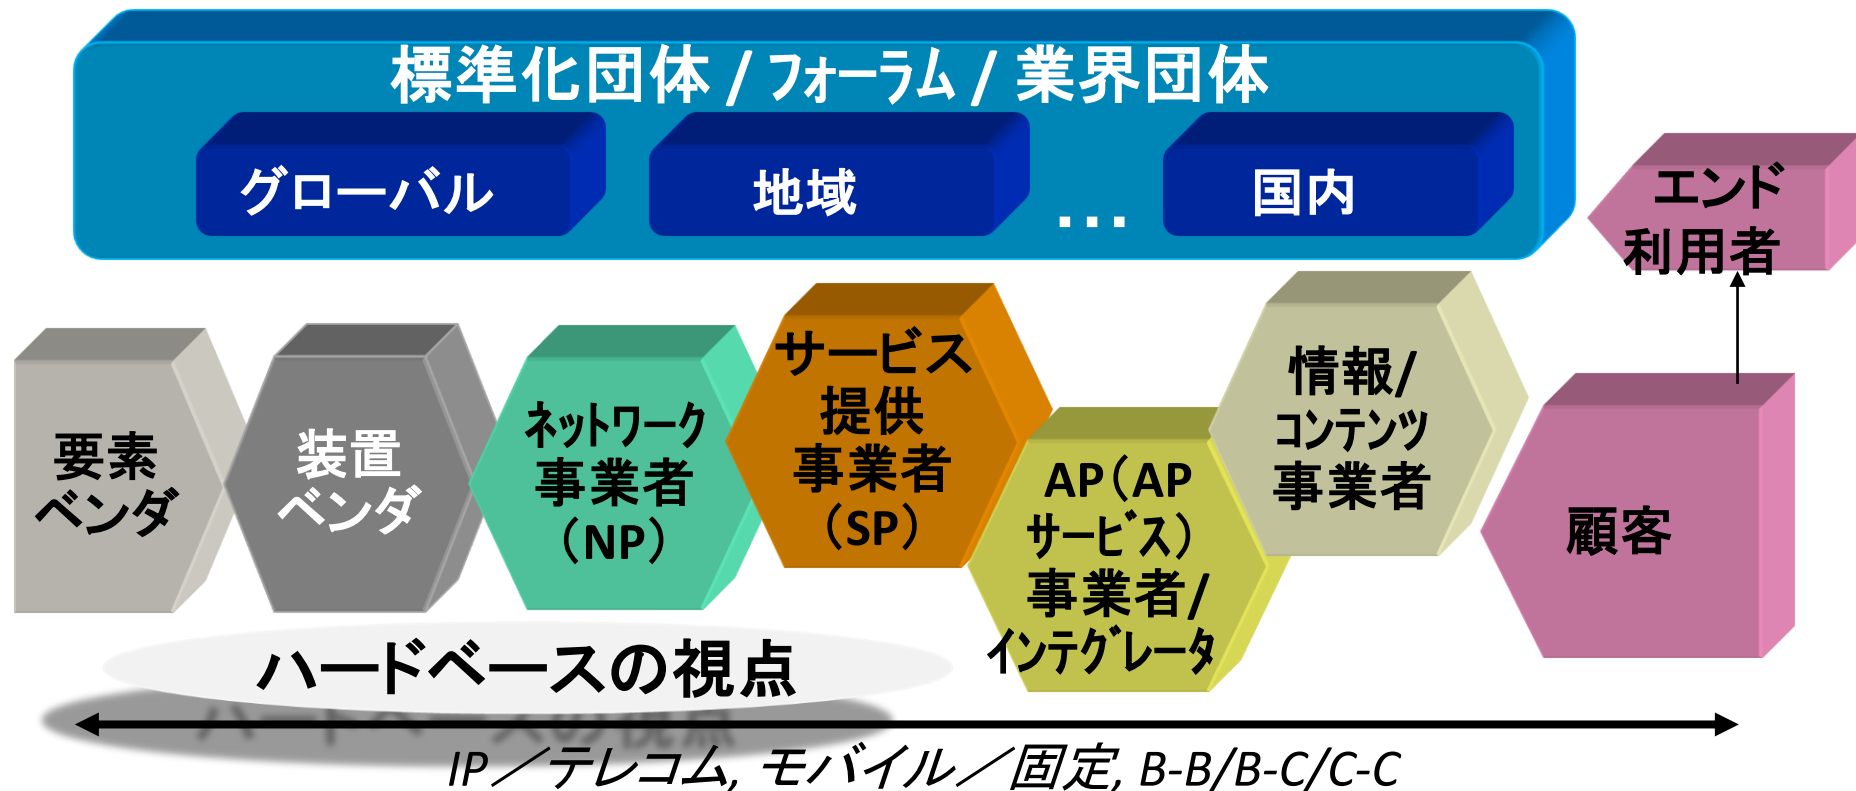 標準化団体 / フォーラム / 業界団体
グローバル
地域
...
国内
エンド
利用者
要素
ベンダ
装置
ベンダ
ネットワーク
事業者
（NP）
サービス
提供
事業者
（SP）
AP（AP
サービス）
事業者/
インテグレータ
情報/
コンテンツ
事業者
顧客
ハードベースの視点
IP／テレコム, モバイル／固定, B-B/B-C/C-C